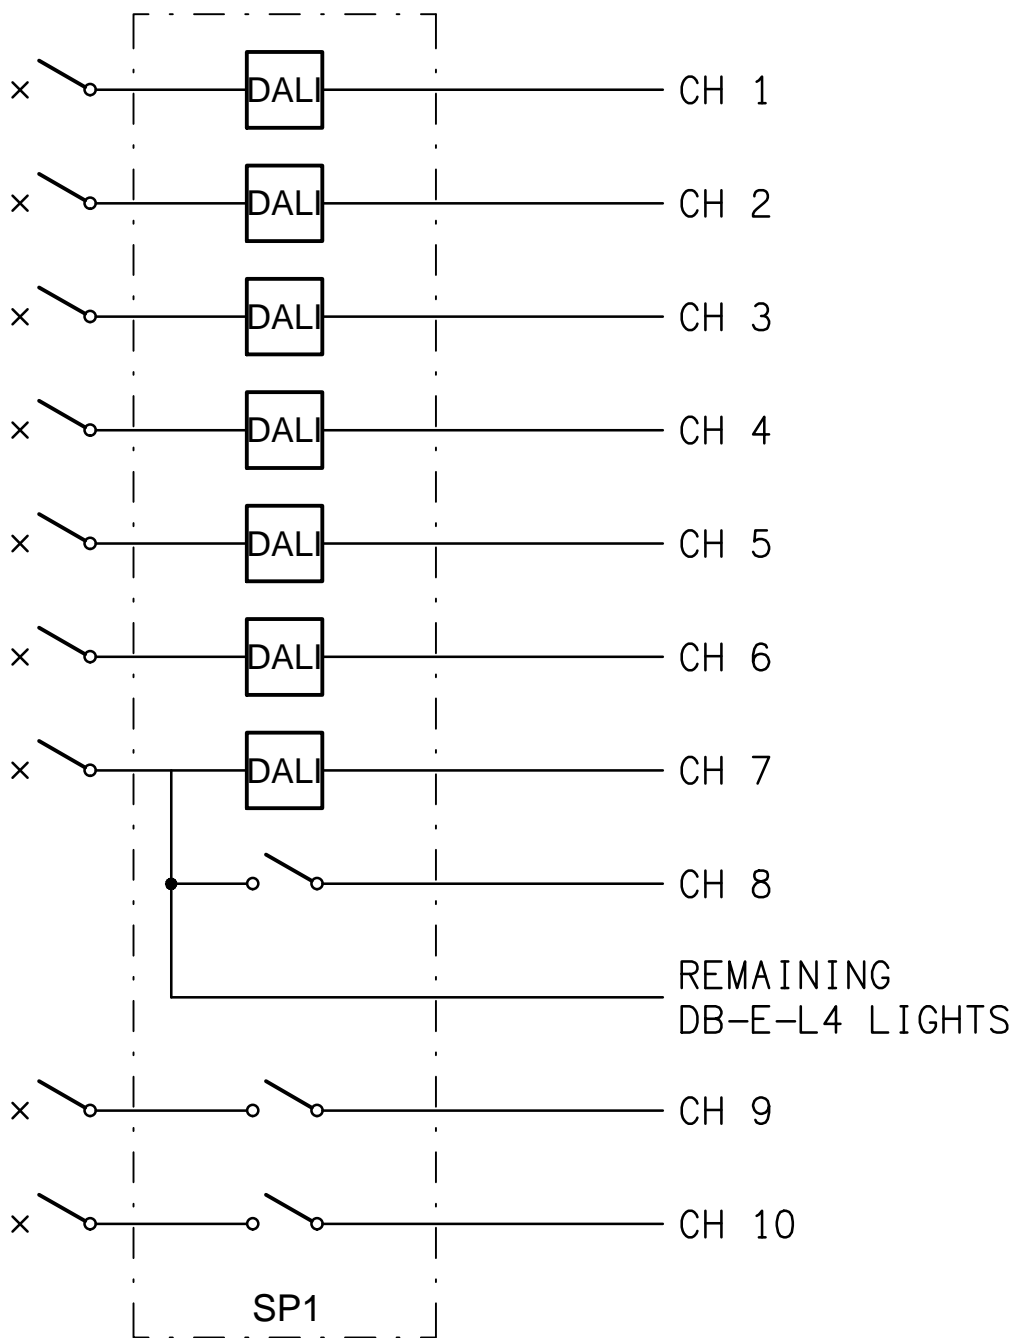 DALI CH 1
DALI CH 2
DALI CH 3
DALI CH 4
DALI CH 5
DALI CH 6
DALI CH 7
CH 8
REMAINING
DB-E-L4 LIGHTS
CH 9
CH 10
SP1